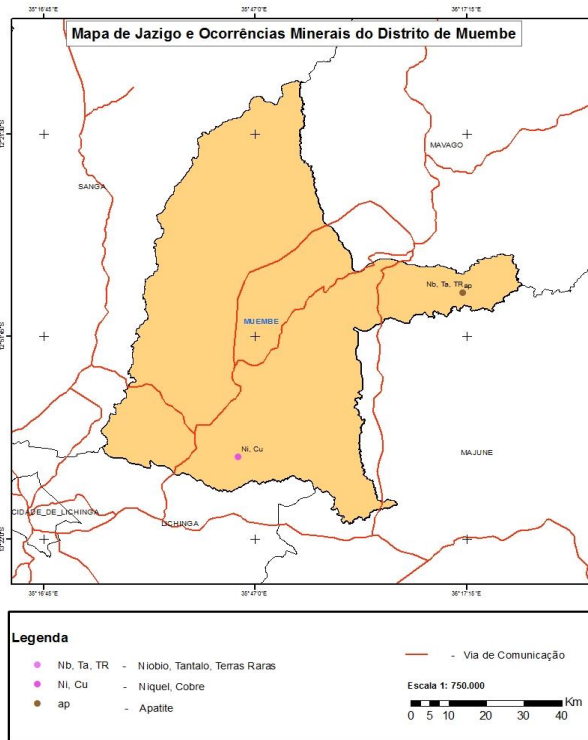 35°16'45"E 35°47'0"E 36°17'15"E
Mapa de Jazigo e Ocorrências Minerais do Distrito de Muembe
MAVAGO
SANGA
Nb, Ta, TR ap
MUEMBE
Ni, Cu
MAJUNE
CIDADE_DE_LICHINGA
LICHINGA
35°16'45"E 35°47'0"E 36°17'15"E
Legenda
Nb, Ta, TR - Niobio, Tantalo, Terras Raras
Ni, Cu - Niquel, Cobre
ap - Apatite
- Via de Comunicação
Escala 1: 750.000
0 5 10 20 30 40 Km